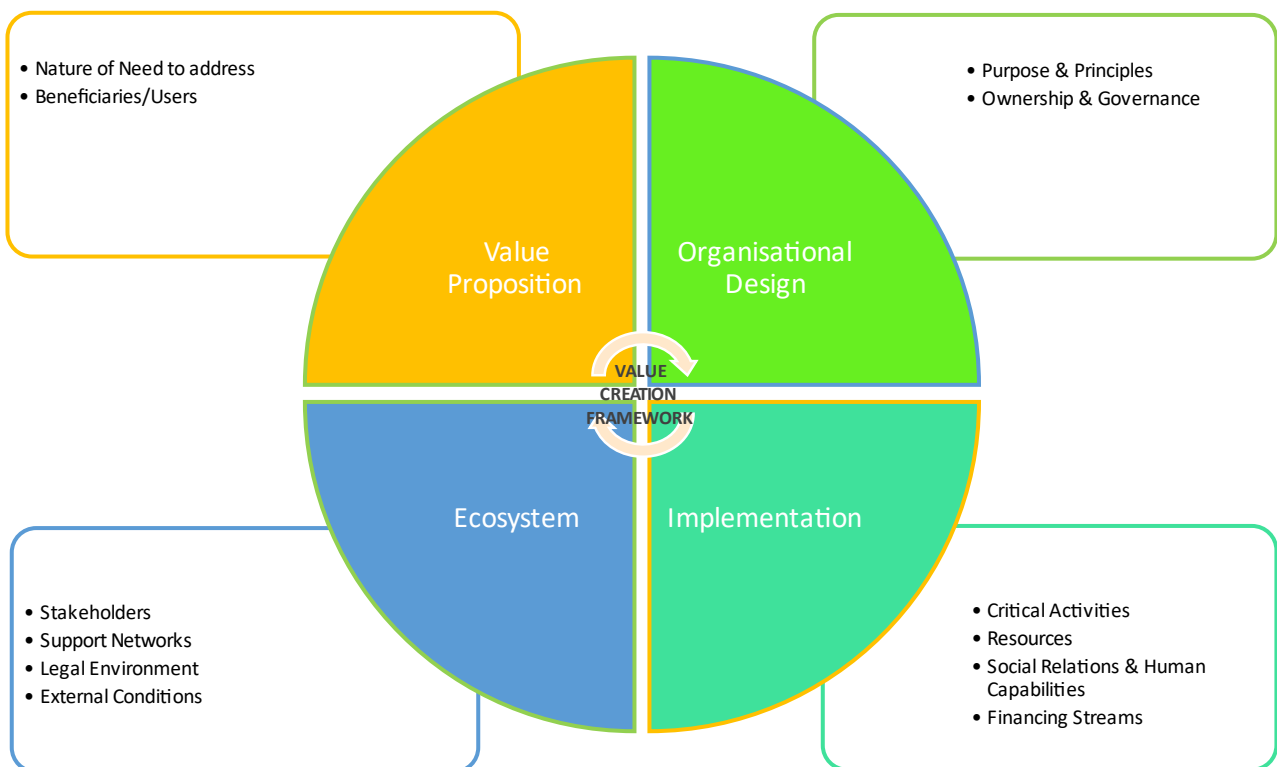 • Nature of Need to address
• Beneficiaries/Users
• Purpose & Principles
• Ownership & Governance
Value
Proposition
Organisational
Design
VALUE
CREATION
FRAMEWORK
Ecosystem
Implementation
• Stakeholders
• Support Networks
• Legal Environment
• External Conditions
• Critical Activities
• Resources
• Social Relations & Human
Capabilities
• Financing Streams